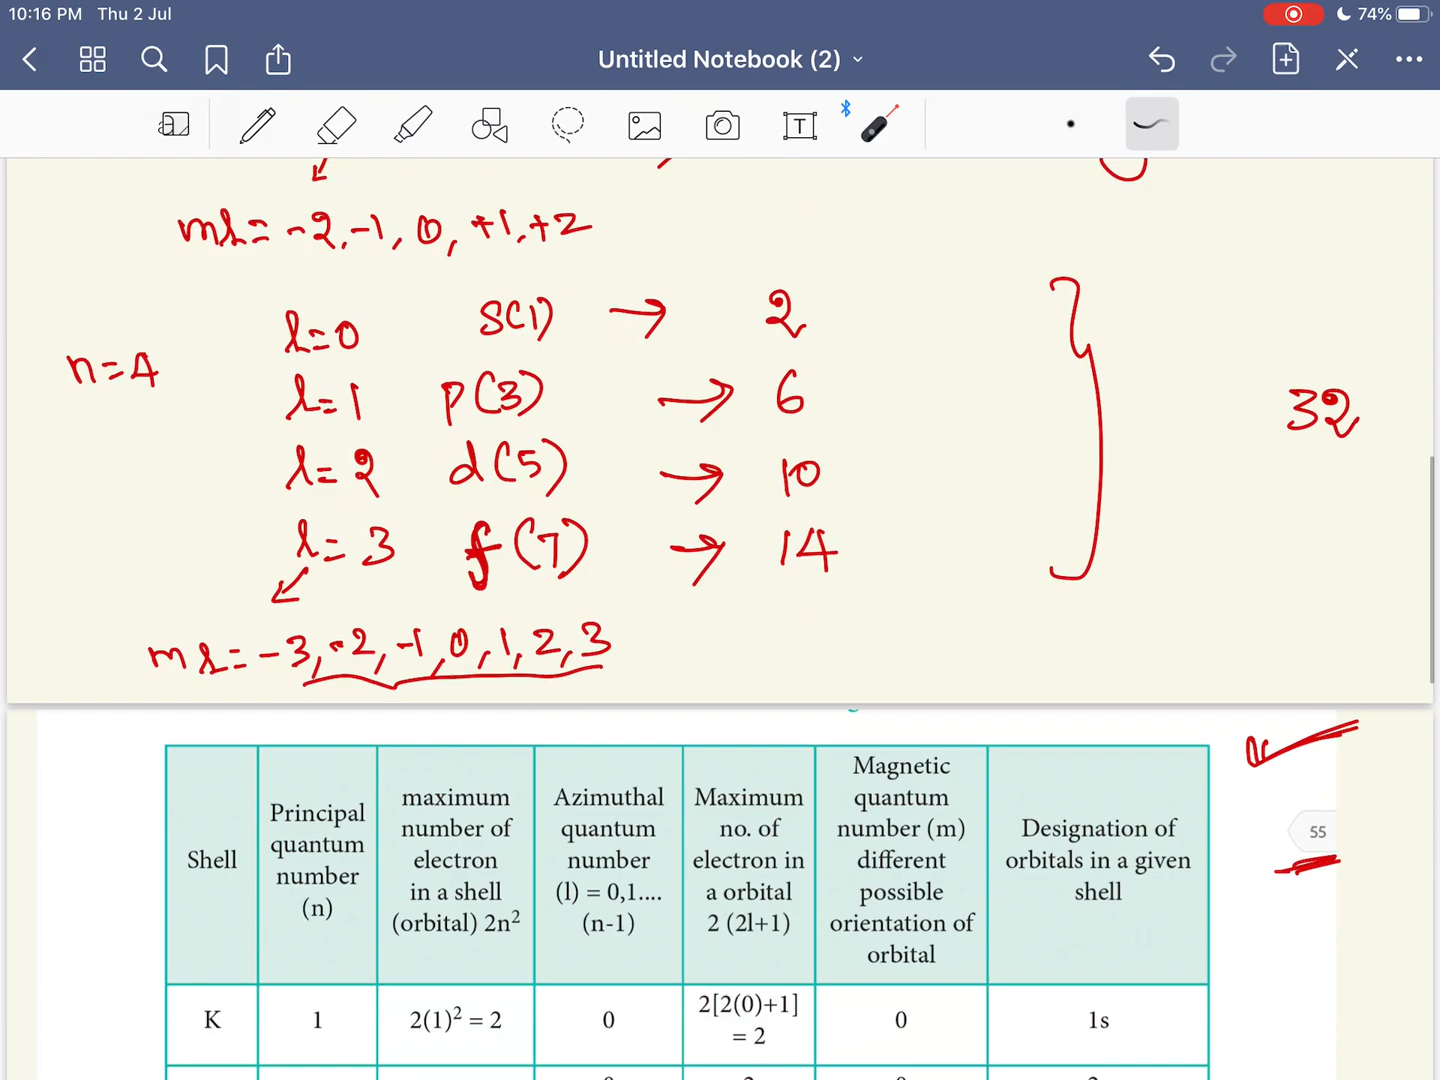 10:16 PM Thu 2 Jul 74%
Untitled Notebook (2)
T
ml = -2, -1, 0, +1, +2
n=4
l=0 s(1) → 2
l=1 p(3) → 6
l=2 d(5) → 10
l=3 f(7) → 14
32
ml = -3, -2, -1, 0, 1, 2, 3
55
Shell
Principal
quantum
number
(n)
maximum
number of
electron
in a shell
(orbital) 2n²
Azimuthal
quantum
number
(l) = 0,1....
(n-1)
Maximum
no. of
electron in
a orbital
2 (2l+1)
Magnetic
quantum
number (m)
different
possible
orientation of
orbital
Designation of
orbitals in a given
shell
K
1
2(1)² = 2
0
2[2(0)+1]
= 2
0
1s